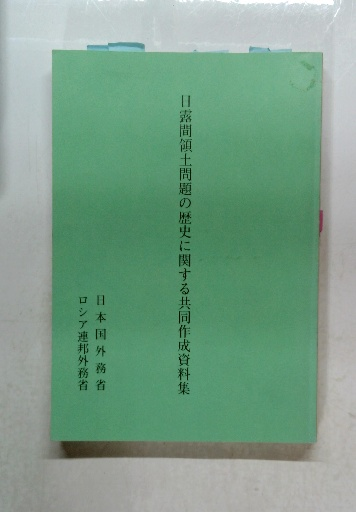 日露間領土問題の歴史に関する共同作成資料集
日本国外務省
ロシア連邦外務省